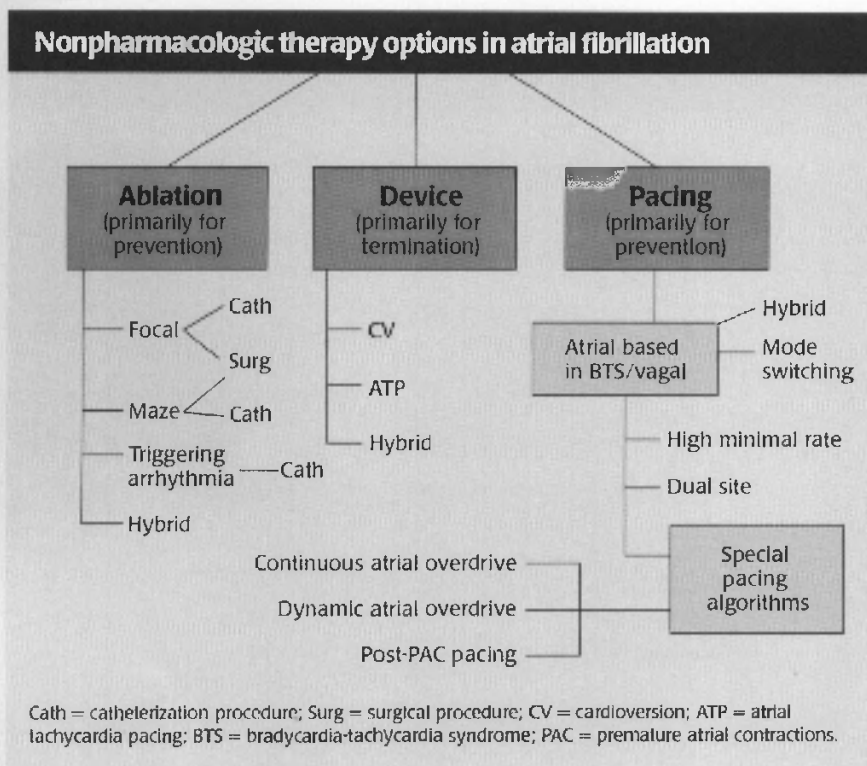 Nonpharmacologic therapy options in atrial fibrillation
Ablation
(primarily for
prevention)
Focal
Cath
Surg
Maze
Cath
Triggering
arrhythmia
Cath
Hybrid
Device
(primarily for
termination)
CV
ATP
Hybrid
Pacing
(primarily for
prevention)
Atrial based
in BTS/vagal
Hybrid
Mode
switching
High minimal rate
Dual site
Special
pacing
algorithms
Continuous atrial overdrive
Dynamic atrial overdrive
Post-PAC pacing
Cath = catheterization procedure; Surg = surgical procedure; CV = cardioversion; ATP = atrial
tachycardia pacing; BTS = bradycardia-tachycardia syndrome; PAC = premature atrial contractions.